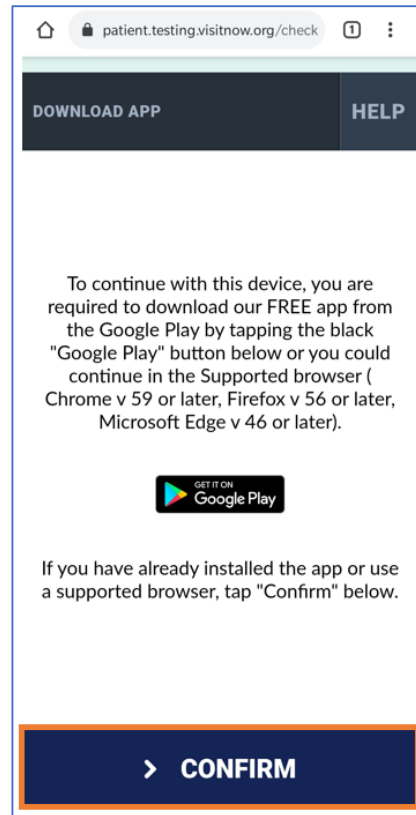 patient.testing.visitnow.org/check
1
DOWNLOAD APP
HELP
To continue with this device, you are
required to download our FREE app from
the Google Play by tapping the black
"Google Play" button below or you could
continue in the Supported browser (
Chrome v 59 or later, Firefox v 56 or later,
Microsoft Edge v 46 or later).
GET IT ON
Google Play
If you have already installed the app or use
a supported browser, tap "Confirm" below.
CONFIRM